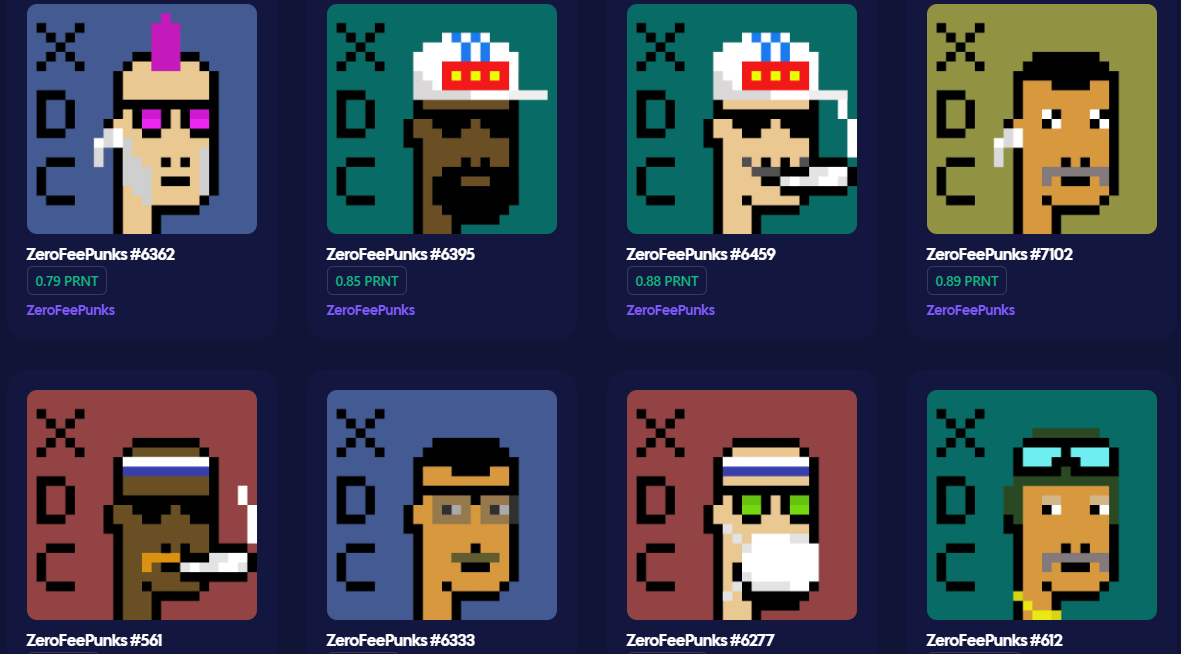 X
D
C
X
D
C
X
D
C
X
D
C
ZeroFeePunks #6362
ZeroFeePunks #6395
ZeroFeePunks #6459
ZeroFeePunks #7102
0.79 PRNT
0.85 PRNT
0.88 PRNT
0.89 PRNT
ZeroFeePunks
ZeroFeePunks
ZeroFeePunks
ZeroFeePunks
X
D
C
X
D
C
X
D
C
X
D
C
ZeroFeePunks #561
ZeroFeePunks #6333
ZeroFeePunks #6277
ZeroFeePunks #612